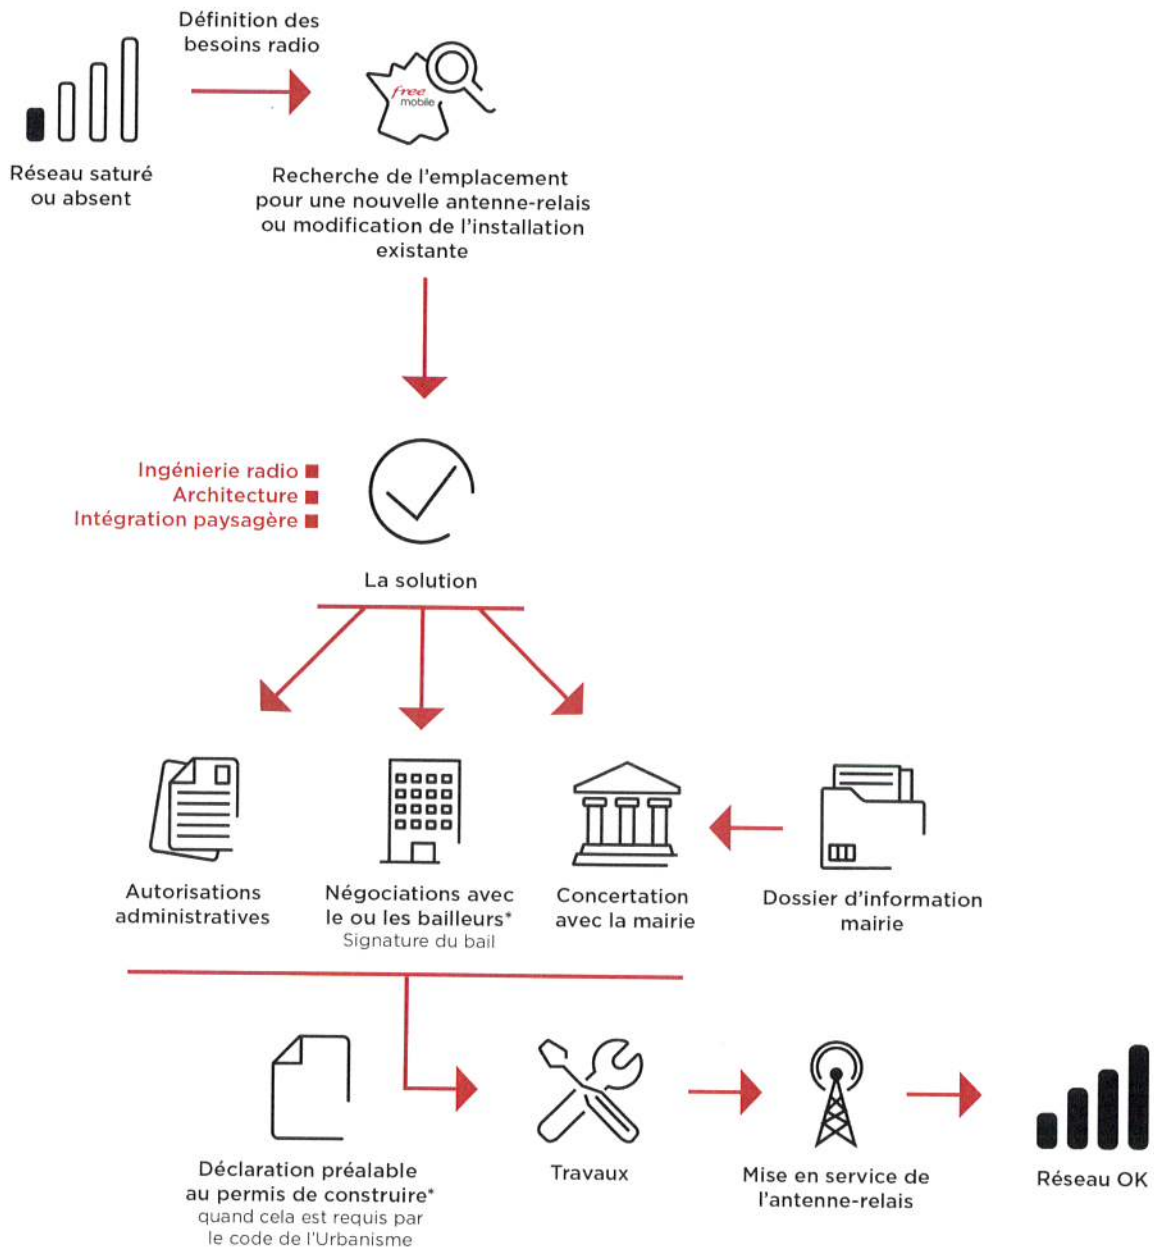 Définition des
besoins radio
free
mobile
Réseau saturé
ou absent
Recherche de l'emplacement
pour une nouvelle antenne-relais
ou modification de l'installation
existante
Ingénierie radio
Architecture
Intégration paysagère
La solution
Autorisations
administratives
Négociations avec
le ou les bailleurs*
Signature du bail
Concertation
avec la mairie
Dossier d'information
mairie
Déclaration préalable
au permis de construire*
quand cela est requis par
le code de l'Urbanisme
Travaux
Mise en service de
l'antenne-relais
Réseau OK